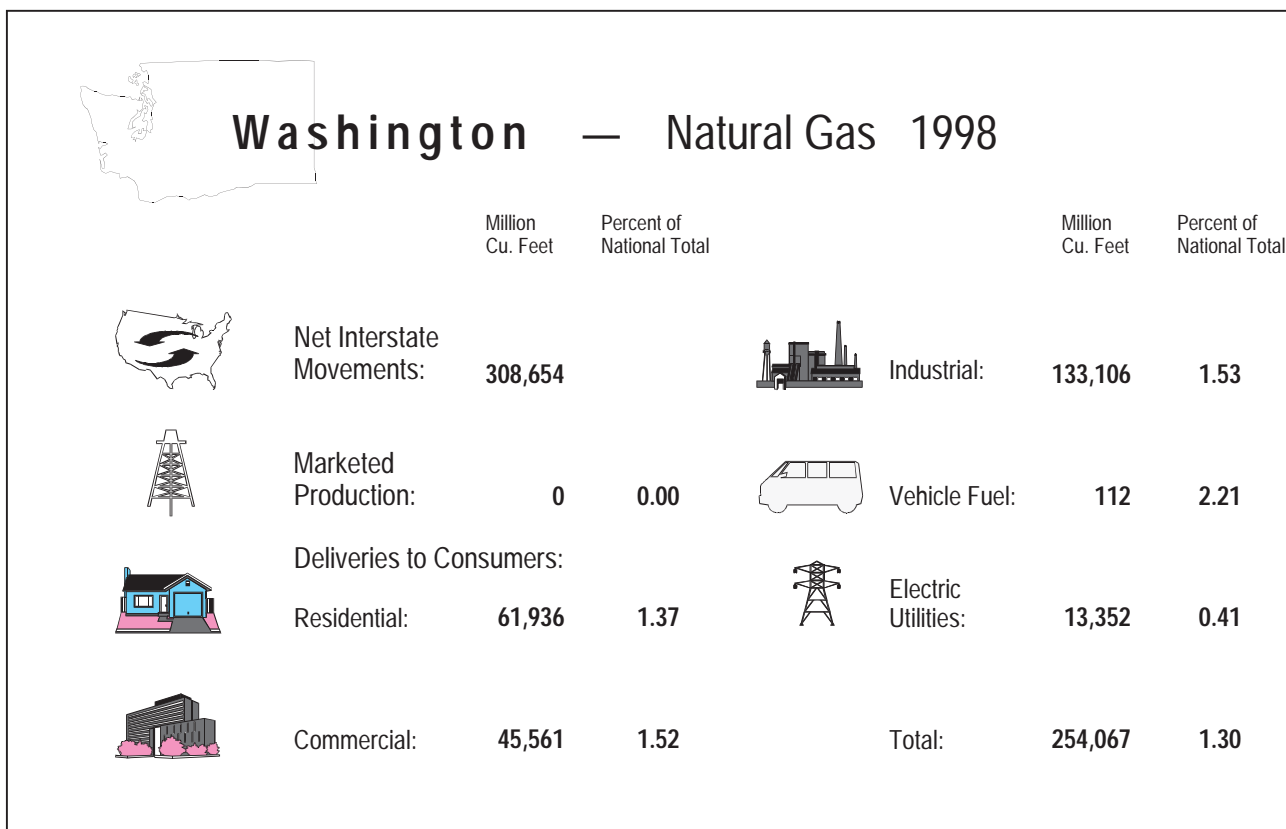 Washington — Natural Gas 1998
Million
Cu. Feet
Percent of
National Total
Net Interstate
Movements: 308,654
Marketed
Production: 0 0.00
Deliveries to Consumers:
Residential: 61,936 1.37
Commercial: 45,561 1.52
Million
Cu. Feet
Percent of
National Total
Industrial: 133,106 1.53
Vehicle Fuel: 112 2.21
Electric
Utilities: 13,352 0.41
Total: 254,067 1.30